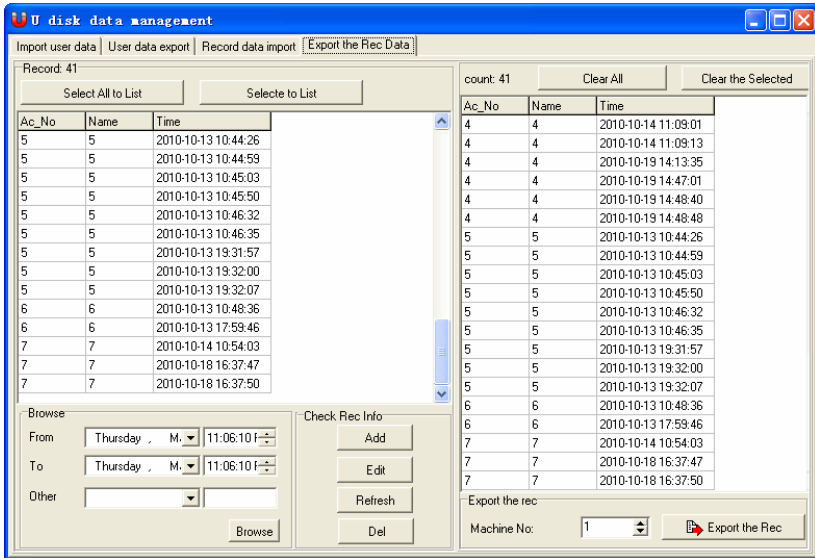 U disk data management
Import user data User data export Record data import Export the Rec Data
Record: 41
Select All to List Selecte to List
Ac_No Name Time
5 5 2010-10-13 10:44:26
5 5 2010-10-13 10:44:59
5 5 2010-10-13 10:45:03
5 5 2010-10-13 10:45:50
5 5 2010-10-13 10:46:32
5 5 2010-10-13 10:46:35
5 5 2010-10-13 19:31:57
5 5 2010-10-13 19:32:00
5 5 2010-10-13 19:32:07
6 6 2010-10-13 10:48:36
6 6 2010-10-13 17:59:46
7 7 2010-10-14 10:54:03
7 7 2010-10-18 16:37:47
7 7 2010-10-18 16:37:50
Browse
From Thursday , M. 11:06:10 F
To Thursday , M. 11:06:10 F
Other
Browse
Check Rec Info
Add
Edit
Refresh
Del
count: 41 Clear All Clear the Selected
Ac_No Name Time
4 4 2010-10-14 11:09:01
4 4 2010-10-14 11:09:13
4 4 2010-10-19 14:13:35
4 4 2010-10-19 14:47:01
4 4 2010-10-19 14:48:40
4 4 2010-10-19 14:48:48
5 5 2010-10-13 10:44:26
5 5 2010-10-13 10:44:59
5 5 2010-10-13 10:45:03
5 5 2010-10-13 10:45:50
5 5 2010-10-13 10:46:32
5 5 2010-10-13 10:46:35
5 5 2010-10-13 19:31:57
5 5 2010-10-13 19:32:00
5 5 2010-10-13 19:32:07
6 6 2010-10-13 10:48:36
6 6 2010-10-13 17:59:46
7 7 2010-10-14 10:54:03
7 7 2010-10-18 16:37:47
7 7 2010-10-18 16:37:50
Export the rec
Machine No: 1 Export the Rec